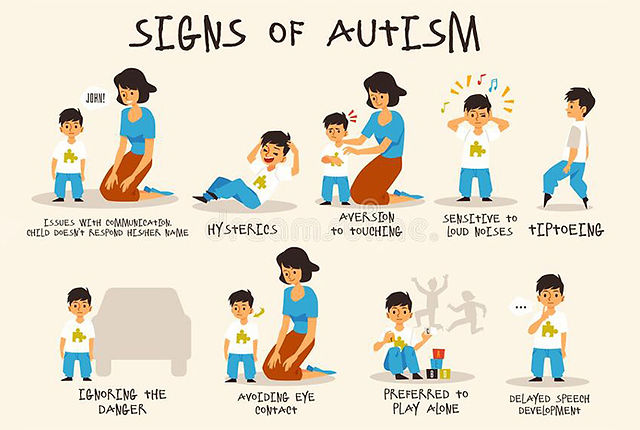 SIGNS OF AUTISM
JOHN!
ISSUES WITH COMMUNICATION.
CHILD DOESN'T RESPOND HIS\HER NAME
HYSTERICS
AVERSION
TO TOUCHING
SENSITIVE TO
LOUD NOISES
TIPTOEING
IGNORING THE
DANGER
AVOIDING EYE
CONTACT
PREFERRED TO
PLAY ALONE
...
DELAYED SPEECH
DEVELOPMENT